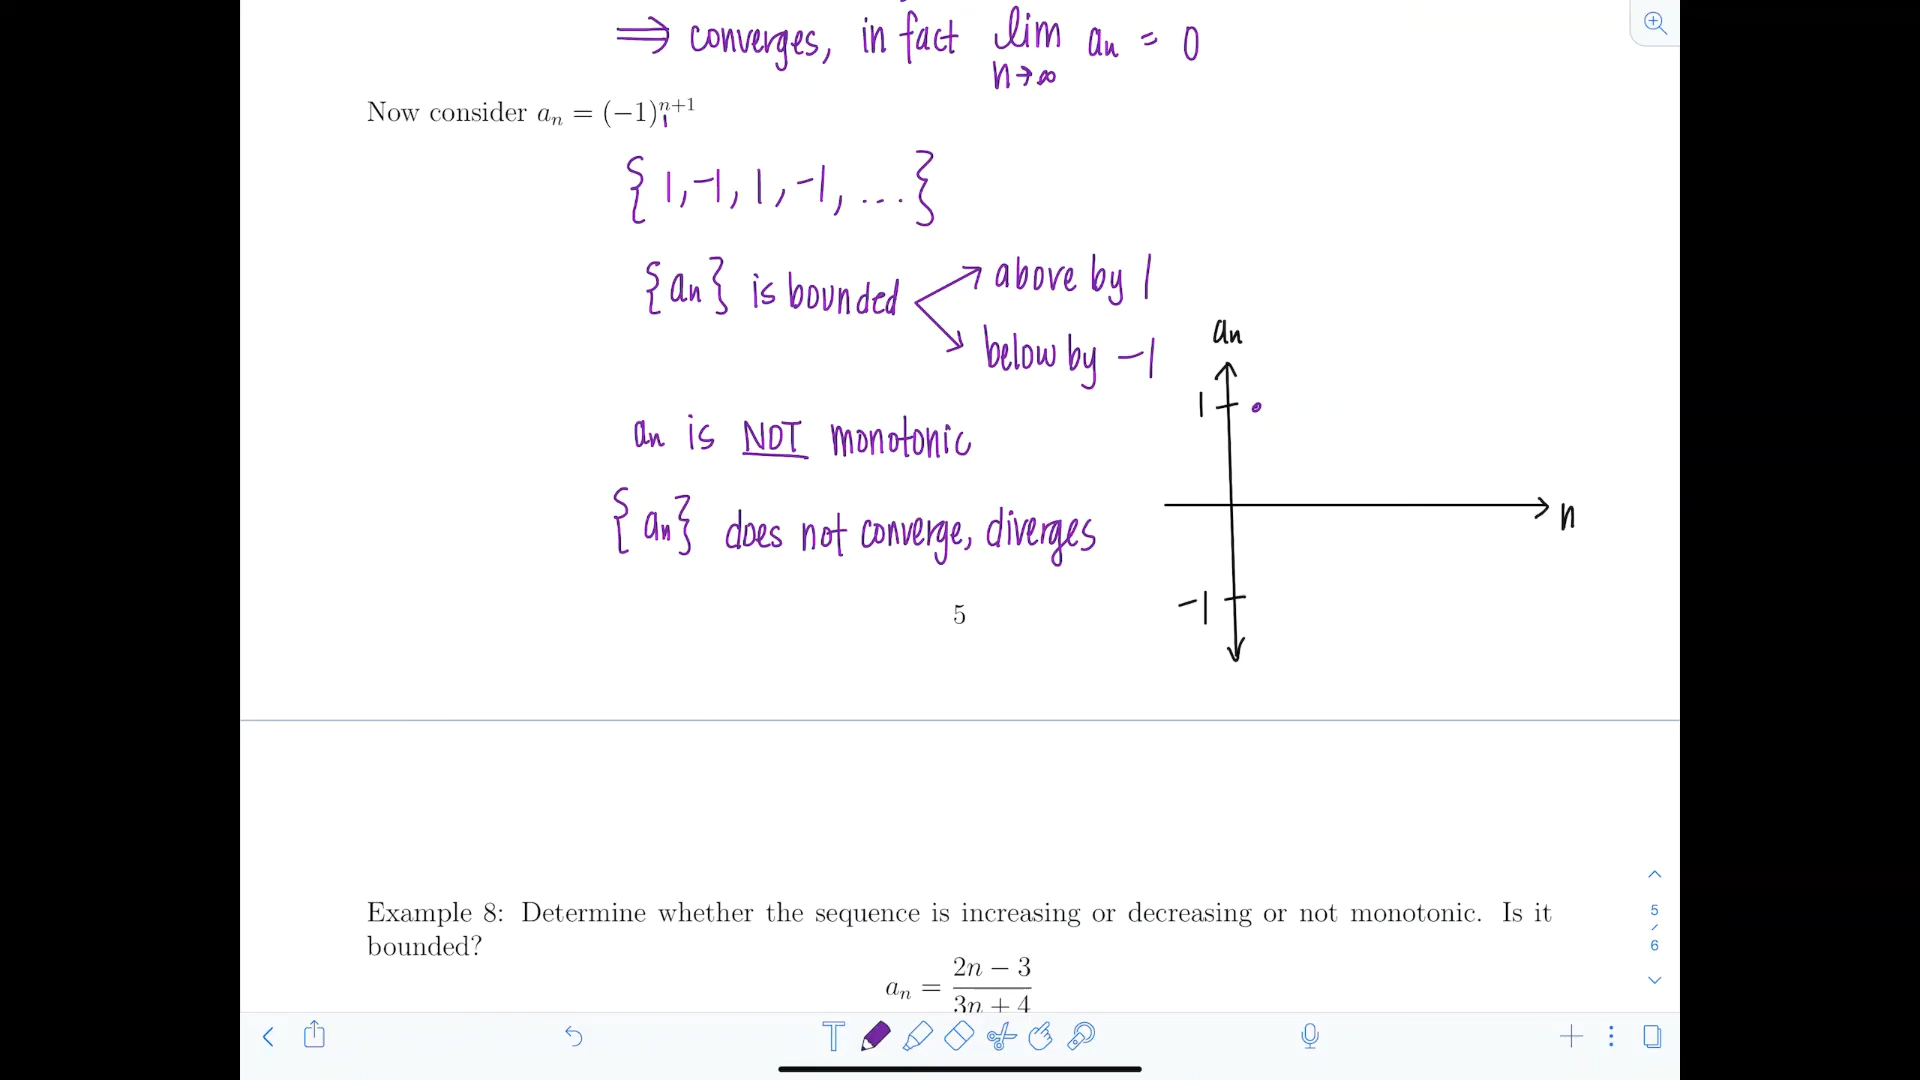 ⟹ converges, in fact lim aₙ = 0
n→∞
Now consider aₙ = (−1)ⁿ⁺¹
{1, -1, 1, -1, ...}
{aₙ} is bounded
above by 1
below by -1
aₙ
1
aₙ is NOT monotonic
n
{aₙ} does not converge, diverges
-1
5
Example 8: Determine whether the sequence is increasing or decreasing or not monotonic. Is it
bounded?
aₙ = (2n − 3)/(3n + 4)
5
/
6
T